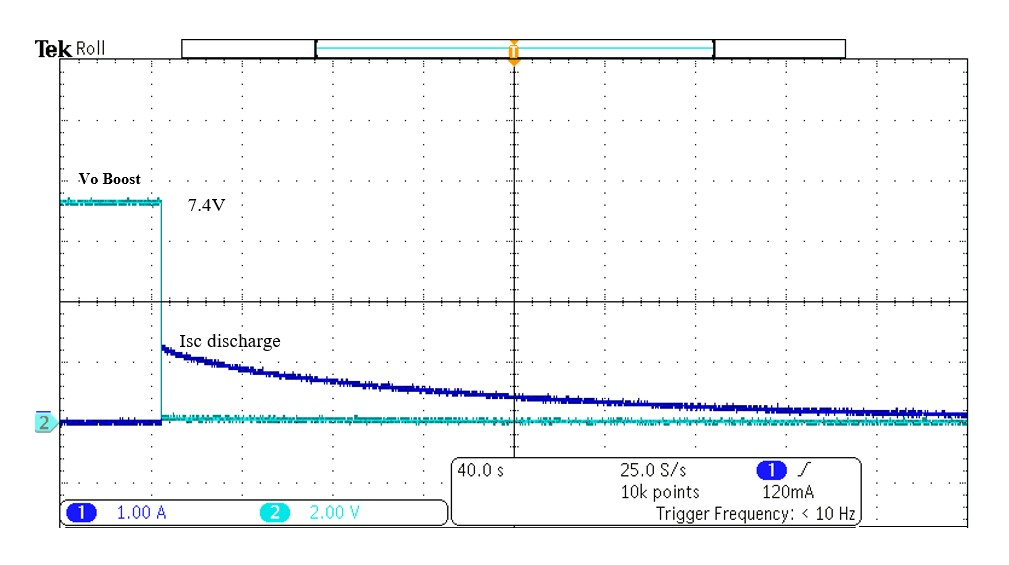 Tek Roll
T
Vo Boost
7.4V
Isc discharge
2
40.0 s 25.0 S/s 1
10k points 120mA
Trigger Frequency: < 10 Hz
1 1.00 A 2 2.00 V